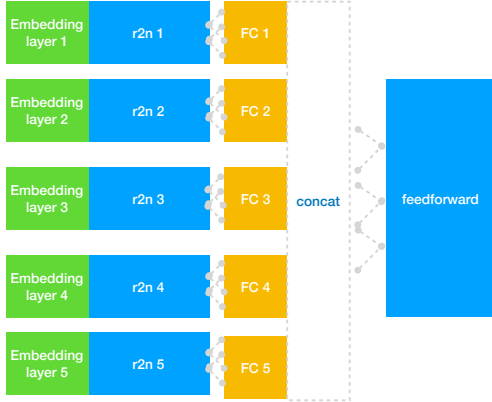 Embedding
layer 1
r2n 1
FC 1
Embedding
layer 2
r2n 2
FC 2
Embedding
layer 3
r2n 3
FC 3
concat
feedforward
Embedding
layer 4
r2n 4
FC 4
Embedding
layer 5
r2n 5
FC 5